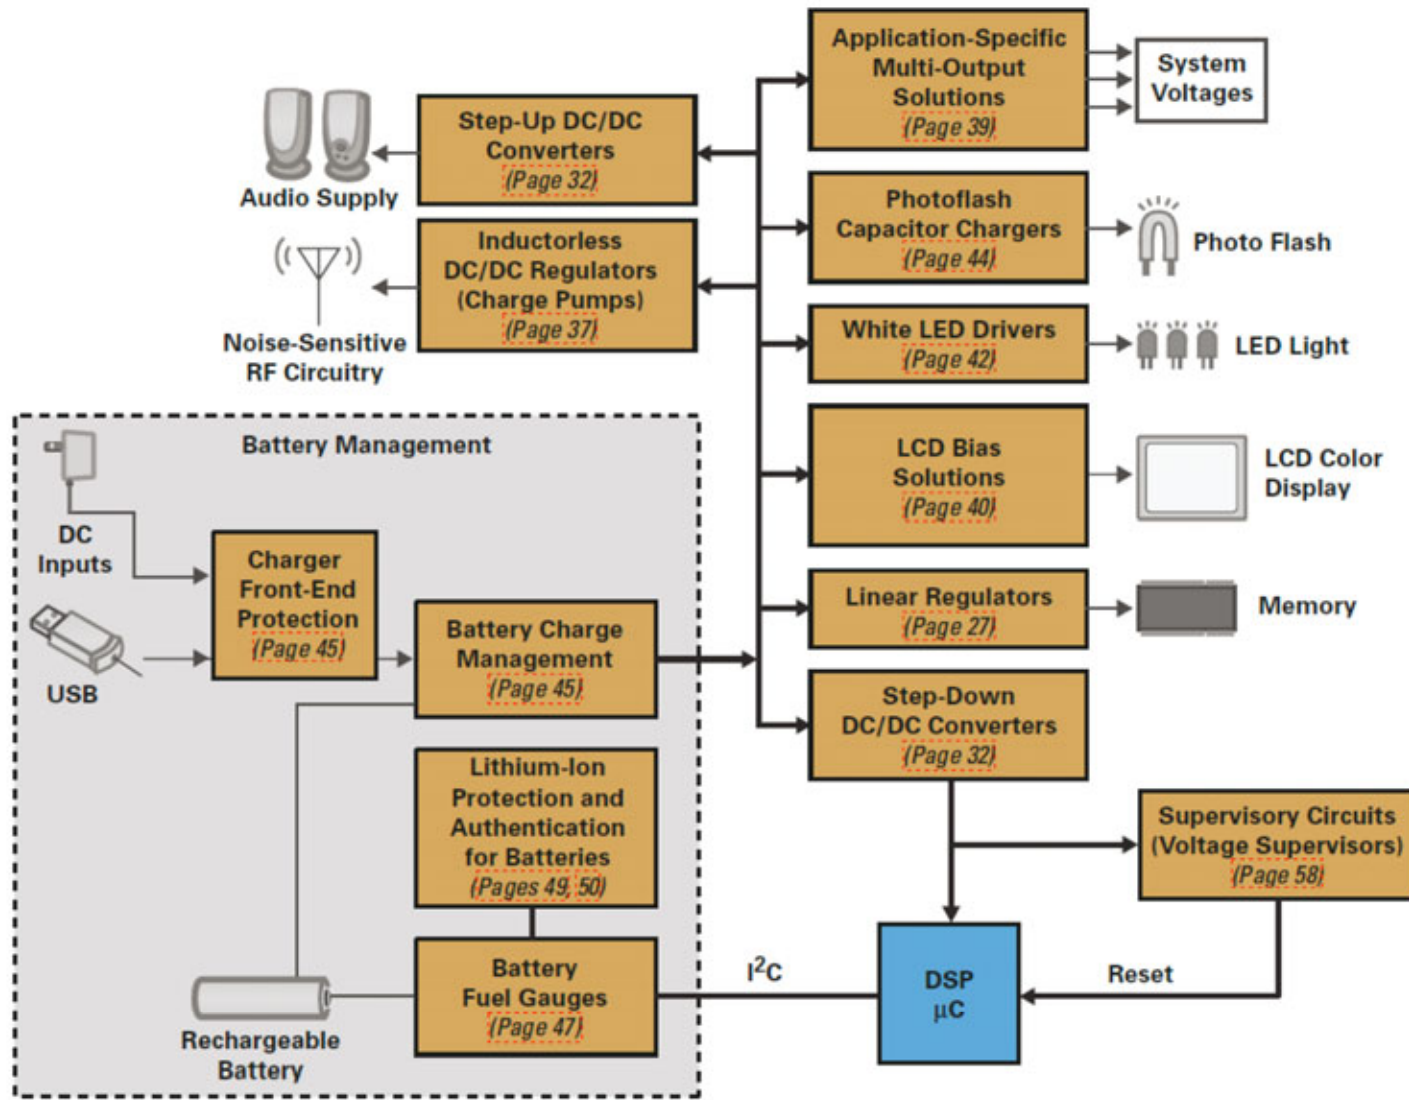 Application-Specific
Multi-Output
Solutions
(Page 39)
System
Voltages
Step-Up DC/DC
Converters
(Page 32)
Audio Supply
Photoflash
Capacitor Chargers
(Page 44)
Photo Flash
Inductorless
DC/DC Regulators
(Charge Pumps)
(Page 37)
Noise-Sensitive
RF Circuitry
White LED Drivers
(Page 42)
LED Light
LCD Bias
Solutions
(Page 40)
LCD Color
Display
Battery Management
DC
Inputs
USB
Charger
Front-End
Protection
(Page 45)
Battery Charge
Management
(Page 45)
Linear Regulators
(Page 27)
Memory
Step-Down
DC/DC Converters
(Page 32)
Lithium-Ion
Protection and
Authentication
for Batteries
(Pages 49, 50)
Supervisory Circuits
(Voltage Supervisors)
(Page 58)
Battery
Fuel Gauges
(Page 47)
Rechargeable
Battery
I²C
DSP
µC
Reset